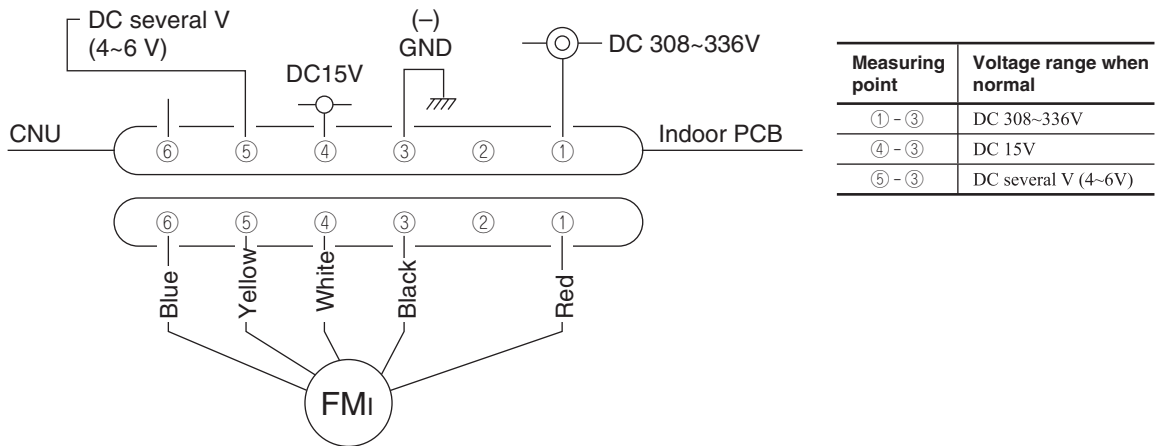 DC several V
(4~6 V)
(–)
GND
DC 308~336V
DC15V
CNU
⑥ ⑤ ④ ③ ② ①
Indoor PCB
⑥ ⑤ ④ ③ ② ①
Blue
Yellow
White
Black
Red
FMI
Measuring point
Voltage range when normal
① – ③ DC 308~336V
④ – ③ DC 15V
⑤ – ③ DC several V (4~6V)